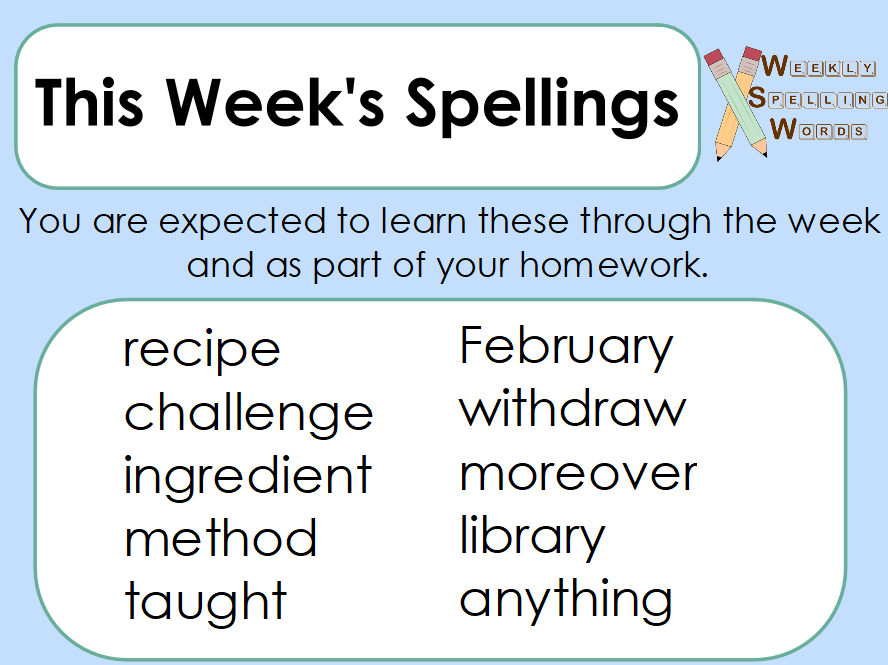 This Week's Spellings
WEEKLY
SPELLING
WORDS
You are expected to learn these through the week
and as part of your homework.
recipe
challenge
ingredient
method
taught
February
withdraw
moreover
library
anything